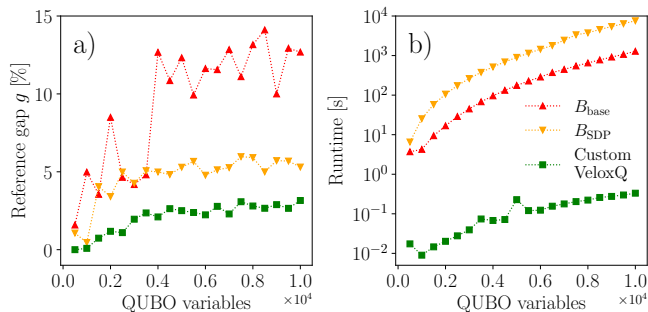 a)
Reference gap g [%]
15
10
5
0
0.0 0.2 0.4 0.6 0.8 1.0
×10⁴
QUBO variables
b)
Runtime [s]
10⁴
10³
10²
10¹
10⁰
10⁻¹
10⁻²
B_base
B_SDP
Custom
VeloxQ
0.0 0.2 0.4 0.6 0.8 1.0
×10⁴
QUBO variables